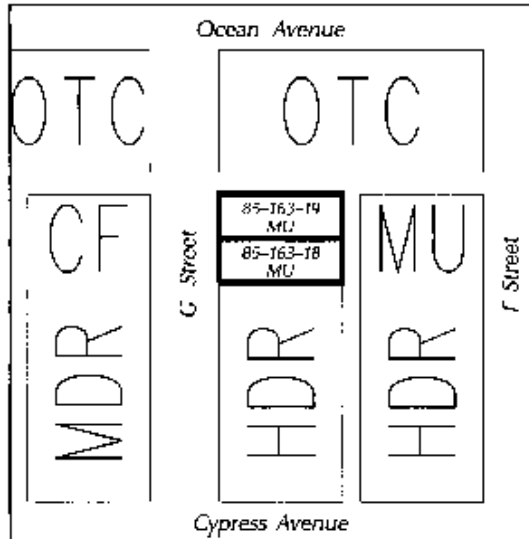 Ocean Avenue
OTC
OTC
CF
G Street
85-163-19
MU
85-163-18
MU
MU
F Street
MDR
HDR
HDR
Cypress Avenue